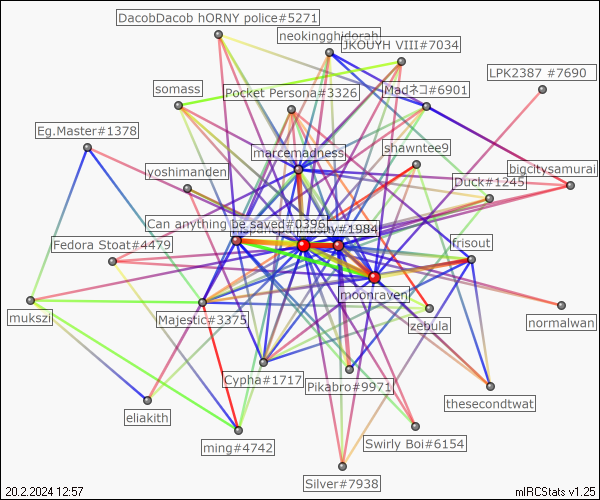 DacobDacob hORNY police#5271
neokingghidorah
JKOUYH VIII#7034
LPK2387 #7690
somass
Pocket Persona#3326
Madネコ#6901
Eg.Master#1378
marcemadness
shawntee9
yoshimanden
bigcitysamurai
Duck#1245
Can anything be saved#0396
#1984
Fedora Stoat#4479
frisout
moonraven
mukszi
Majestic#3375
zebula
normalwan
Cypha#1717
Pikabro#9971
eliakith
thesecondtwat
ming#4742
Swirly Boi#6154
Silver#7938
20.2.2024 12:57
mIRCStats v1.25